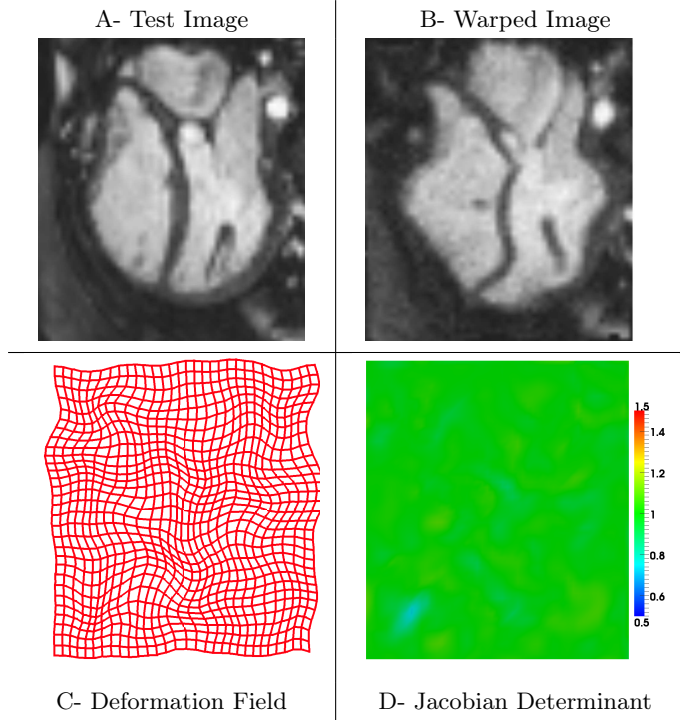 A- Test Image
B- Warped Image
1.5
1.4
1.2
1
0.8
0.6
0.5
C- Deformation Field
D- Jacobian Determinant